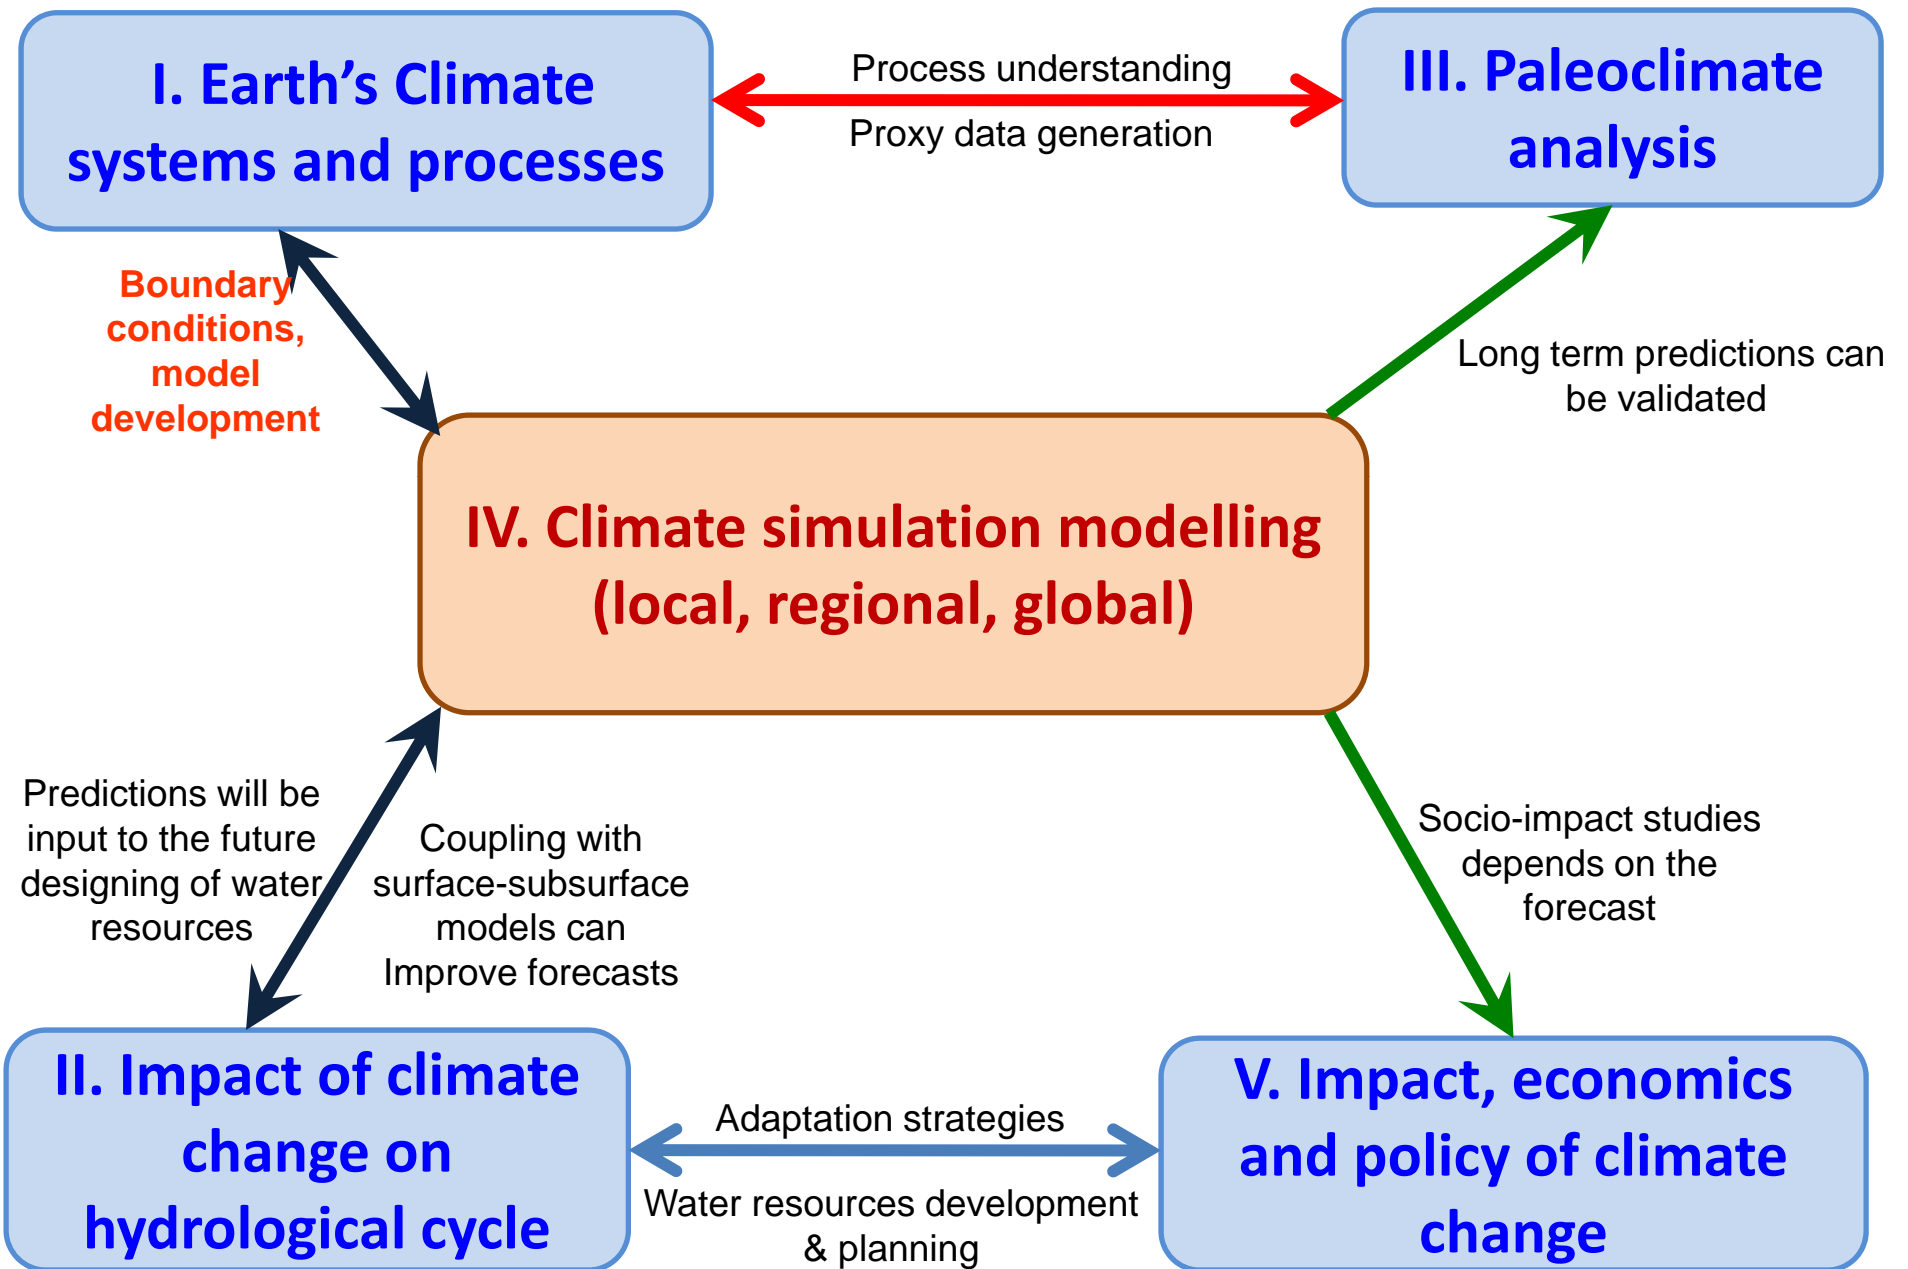 I. Earth’s Climate
systems and processes
Process understanding
Proxy data generation
III. Paleoclimate
analysis
Boundary
conditions,
model
development
Long term predictions can
be validated
IV. Climate simulation modelling
(local, regional, global)
Predictions will be
input to the future
designing of water
resources
Coupling with
surface-subsurface
models can
Improve forecasts
Socio-impact studies
depends on the
forecast
II. Impact of climate
change on
hydrological cycle
Adaptation strategies
Water resources development
& planning
V. Impact, economics
and policy of climate
change